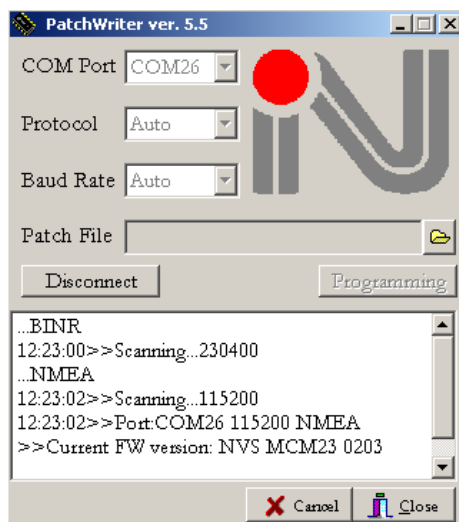 PatchWriter ver. 5.5
COM Port COM26
Protocol Auto
Baud Rate Auto
Patch File
Disconnect Programming
...BINR
12:23:00>>Scanning...230400
...NMEA
12:23:02>>Scanning...115200
12:23:02>>Port:COM26 115200 NMEA
>>Current FW version: NVS MCM23 0203
Cancel Close